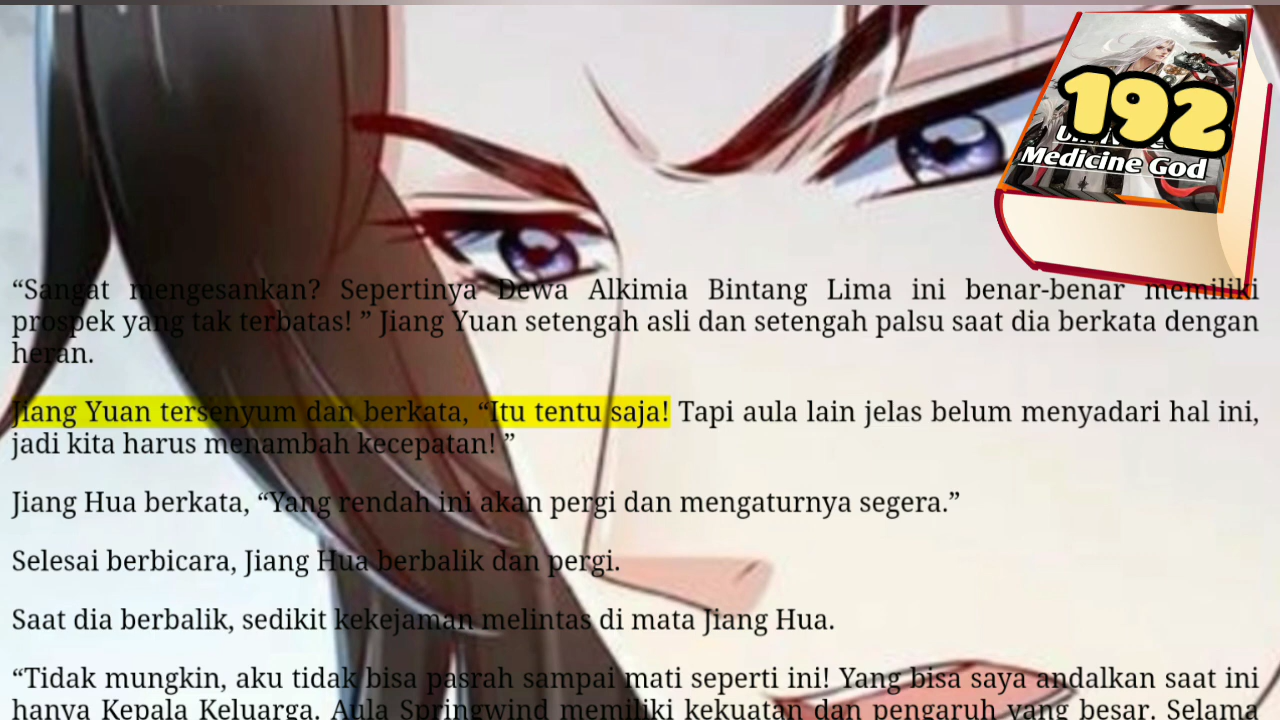 192
Medicine God
“Sangat mengesankan? Sepertinya Dewa Alkimia Bintang Lima ini benar-benar memiliki
prospek yang tak terbatas! ” Jiang Yuan setengah asli dan setengah palsu saat dia berkata dengan
heran.
Jiang Yuan tersenyum dan berkata, “Itu tentu saja! Tapi aula lain jelas belum menyadari hal ini,
jadi kita harus menambah kecepatan! ”
Jiang Hua berkata, “Yang rendah ini akan pergi dan mengaturnya segera.”
Selesai berbicara, Jiang Hua berbalik dan pergi.
Saat dia berbalik, sedikit kekejaman melintas di mata Jiang Hua.
“Tidak mungkin, aku tidak bisa pasrah sampai mati seperti ini! Yang bisa saya andalkan saat ini
hanya Kepala Keluarga. Aula Springwind memiliki kekuatan dan pengaruh yang besar. Selama